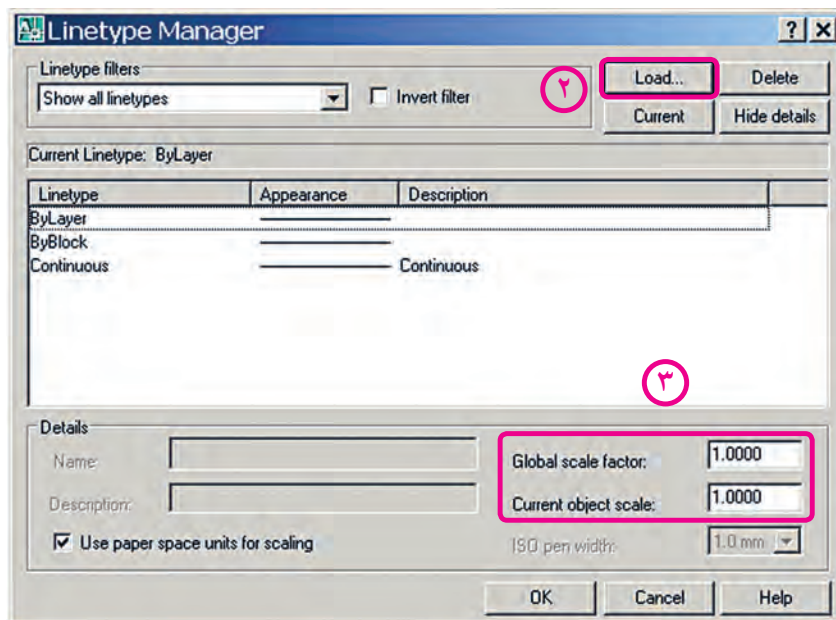 Linetype Manager
Linetype filters
Show all linetypes
Invert filter
۲
Load...
Delete
Current
Hide details
Current Linetype: ByLayer
Linetype Appearance Description
ByLayer
ByBlock
Continuous Continuous
۳
Details
Name:
Description:
Use paper space units for scaling
Global scale factor: 1.0000
Current object scale: 1.0000
ISO pen width: 1.0 mm
OK Cancel Help